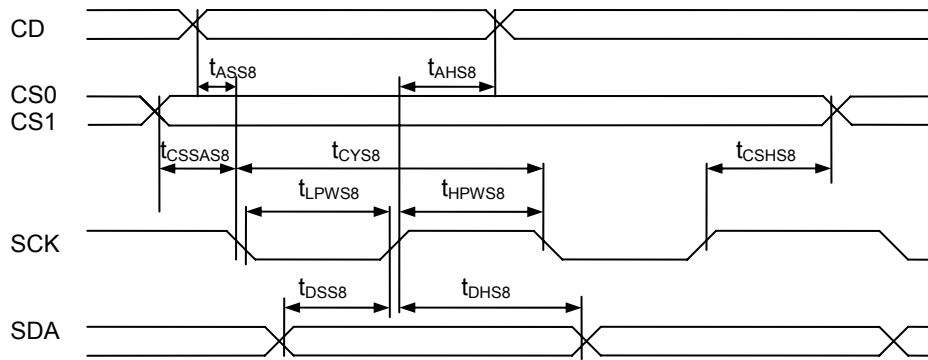 CD
tASS8 tAHS8
CS0
CS1
tCSSAS8 tCYS8 tCSHS8
tLPWS8 tHPWS8
SCK
tDSS8 tDHS8
SDA